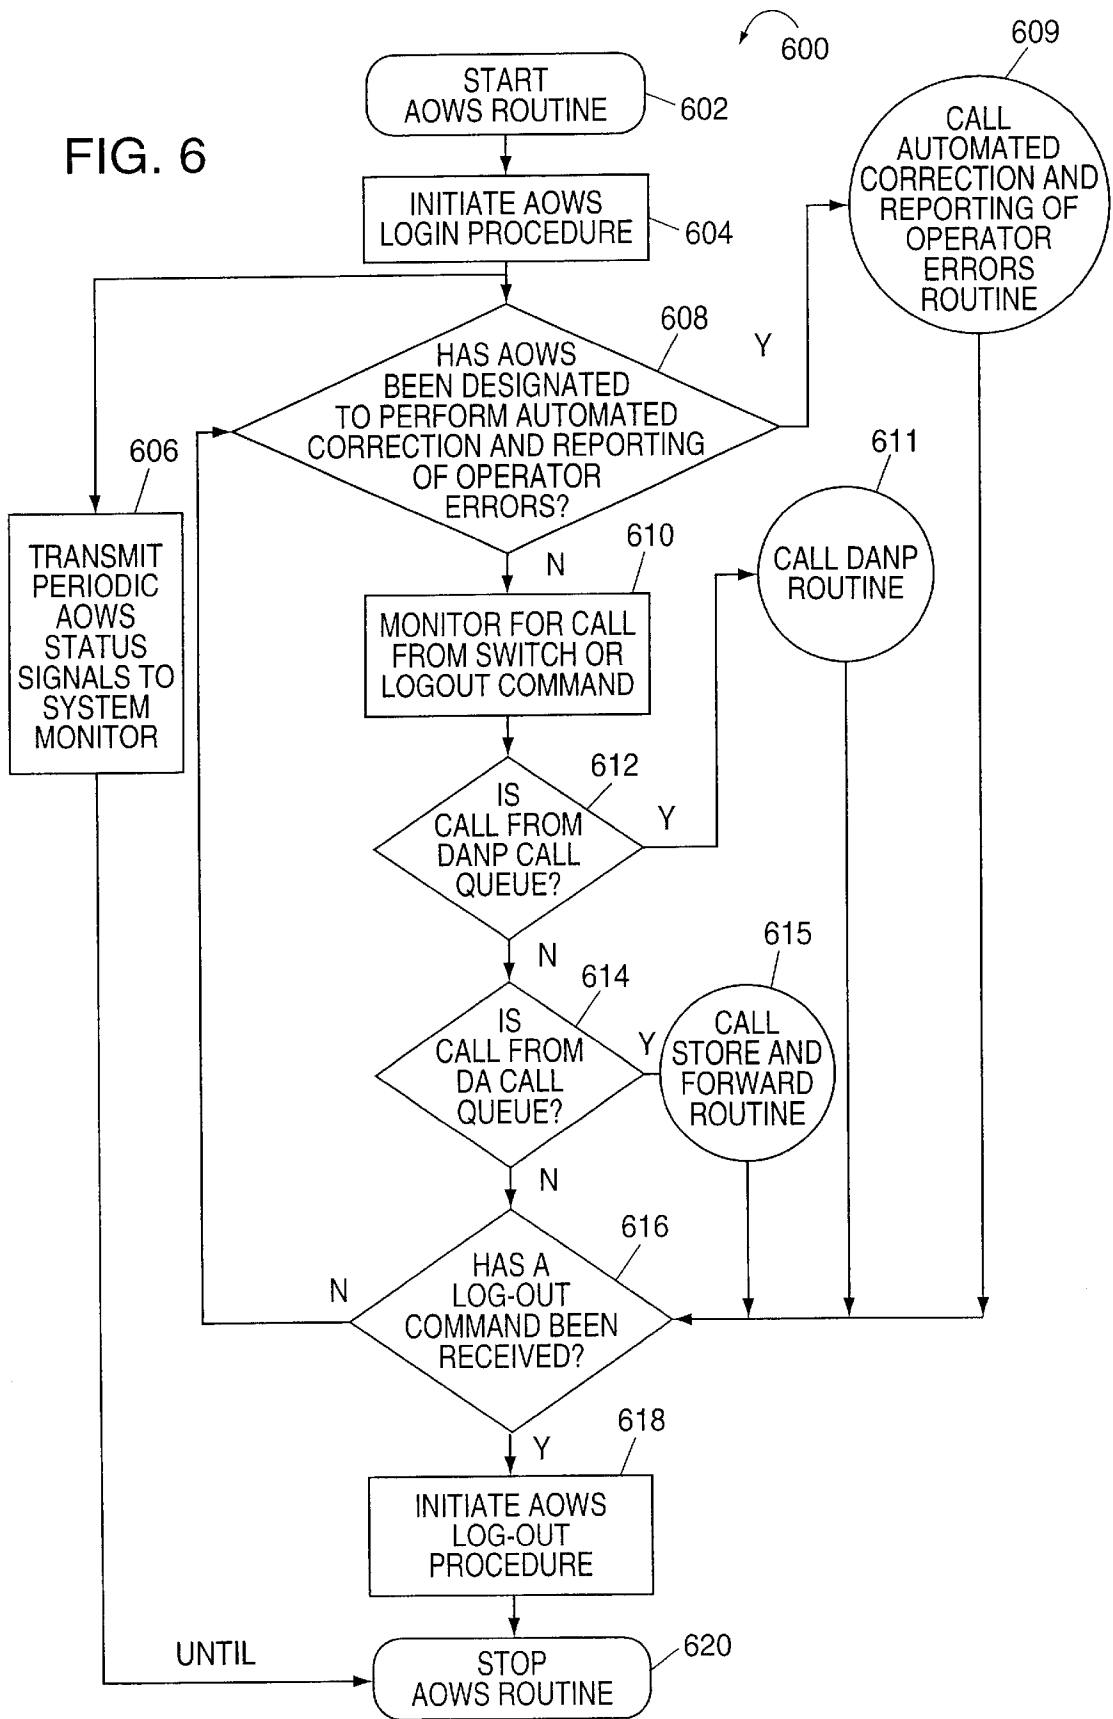 600
609
START
AOWS ROUTINE
602
FIG. 6
CALL
AUTOMATED
CORRECTION AND
REPORTING OF
OPERATOR
ERRORS
ROUTINE
INITIATE AOWS
LOGIN PROCEDURE
604
608
Y
HAS AOWS
BEEN DESIGNATED
TO PERFORM AUTOMATED
CORRECTION AND REPORTING
OF OPERATOR
ERRORS?
606
TRANSMIT
PERIODIC
AOWS
STATUS
SIGNALS TO
SYSTEM
MONITOR
N
610
611
CALL DANP
ROUTINE
MONITOR FOR CALL
FROM SWITCH OR
LOGOUT COMMAND
612
IS
CALL FROM
DANP CALL
QUEUE?
Y
N
614
615
IS
CALL FROM
DA CALL
QUEUE?
Y
CALL
STORE AND
FORWARD
ROUTINE
N
616
HAS A
LOG-OUT
COMMAND BEEN
RECEIVED?
N
Y
618
INITIATE AOWS
LOG-OUT
PROCEDURE
UNTIL
620
STOP
AOWS ROUTINE